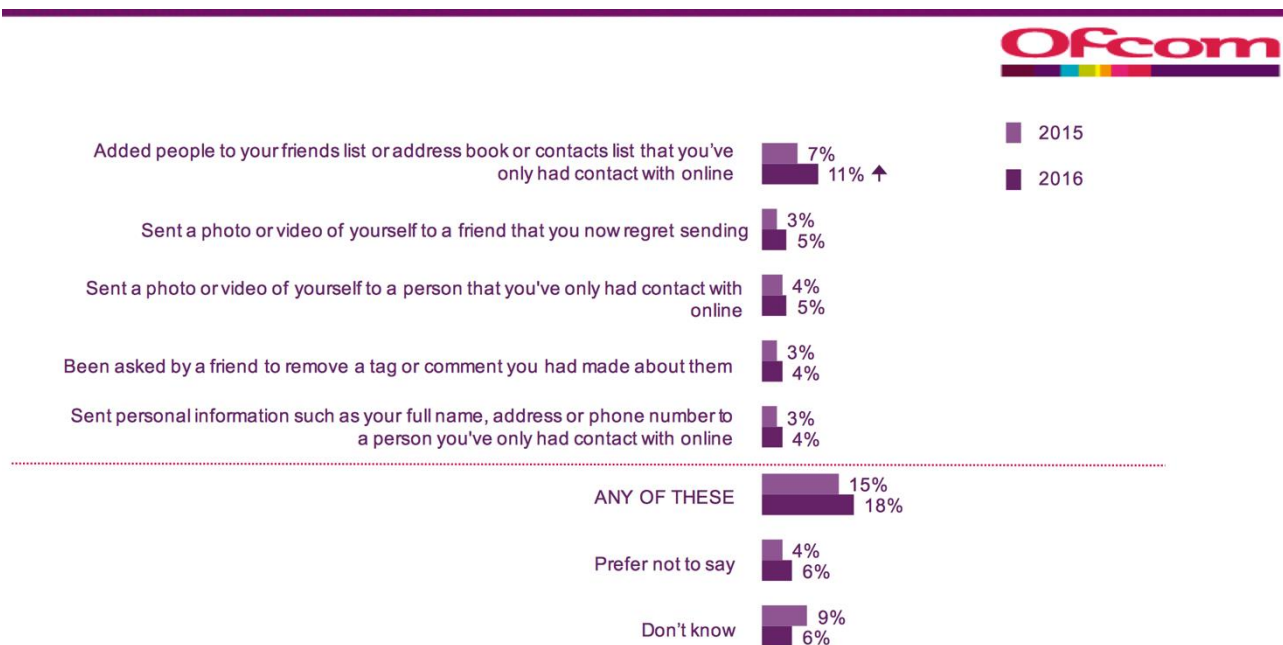 Ofcom
2015
2016
Added people to your friends list or address book or contacts list that you've
only had contact with online
7%
11%
Sent a photo or video of yourself to a friend that you now regret sending
3%
5%
Sent a photo or video of yourself to a person that you've only had contact with
online
4%
5%
Been asked by a friend to remove a tag or comment you had made about them
3%
4%
Sent personal information such as your full name, address or phone number to
a person you've only had contact with online
3%
4%
ANY OF THESE
15%
18%
Prefer not to say
4%
6%
Don't know
9%
6%